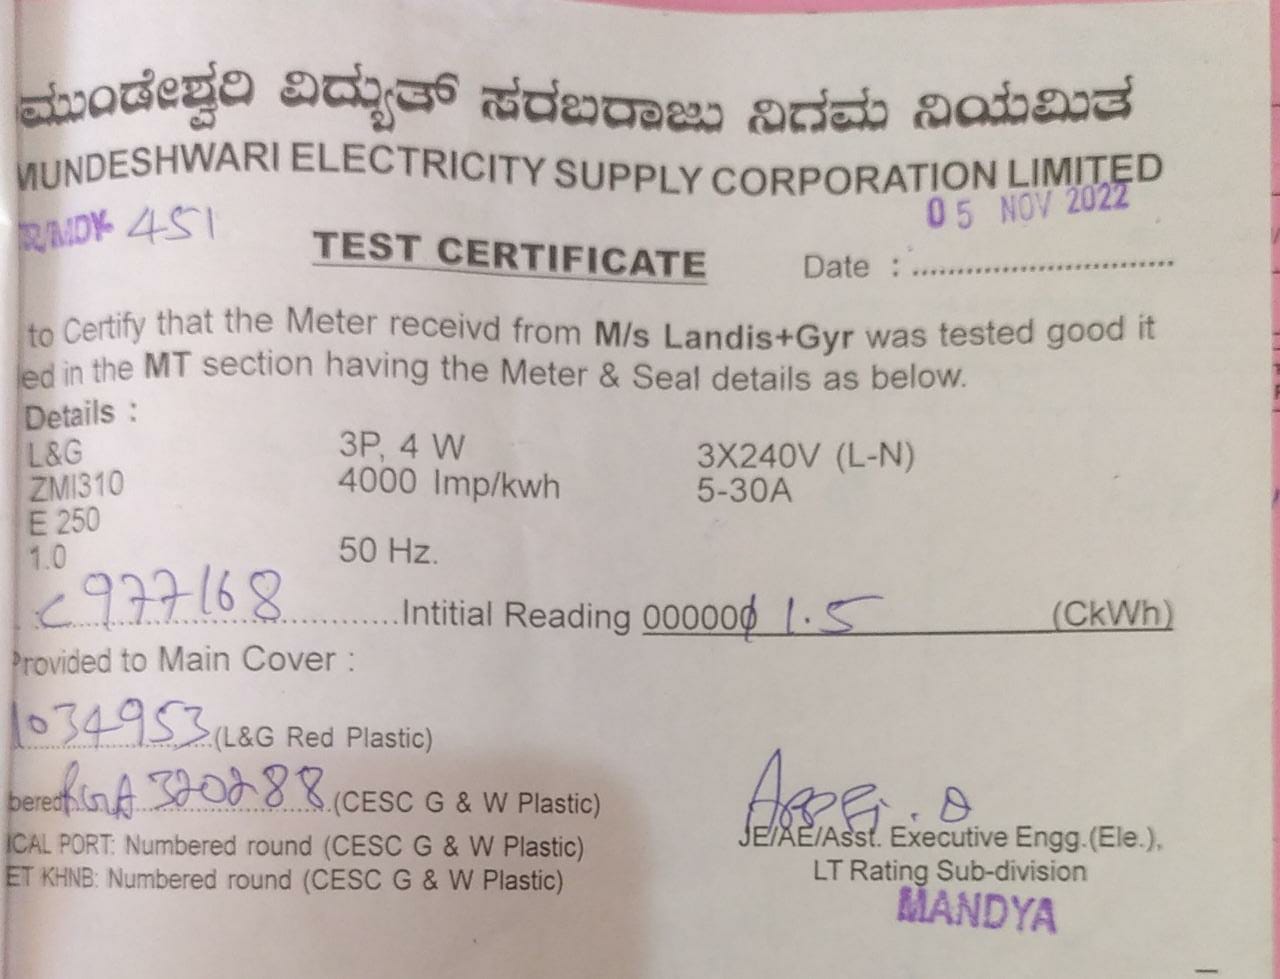 ಮುಂಡೇಶ್ವರಿ ವಿದ್ಯುತ್ ಸರಬರಾಜು ನಿಗಮ ನಿಯಮಿತ
MUNDESHWARI ELECTRICITY SUPPLY CORPORATION LIMITED
R/MDY- 451
05 NOV 2022
TEST CERTIFICATE Date : ..............................
to Certify that the Meter receivd from M/s Landis+Gyr was tested good it
ed in the MT section having the Meter & Seal details as below.
Details :
L&G 3P, 4 W 3X240V (L-N)
ZMI310 4000 Imp/kwh 5-30A
E 250
1.0 50 Hz.
C977168 ............Intitial Reading 000000 1.5 (CkWh)
Provided to Main Cover :
1034953 (L&G Red Plastic)
bered 320288 (CESC G & W Plastic)
ICAL PORT: Numbered round (CESC G & W Plastic)
ET KHNB: Numbered round (CESC G & W Plastic)
JE/AE/Asst. Executive Engg.(Ele.),
LT Rating Sub-division
MANDYA